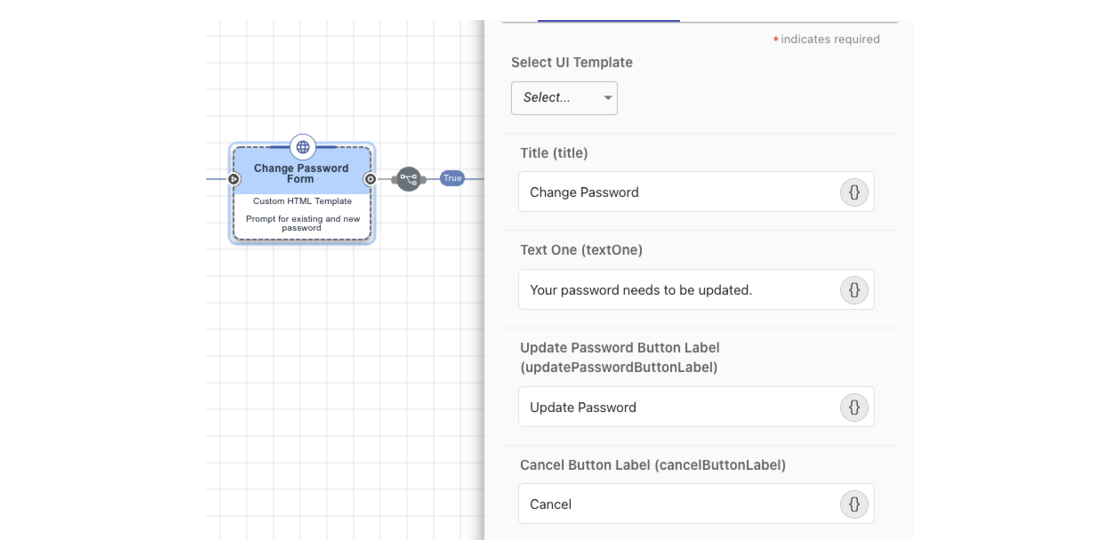 * indicates required
Select UI Template
Select...
Change Password
Form
Custom HTML Template
Prompt for existing and new
password
True
Title (title)
Change Password
{}
Text One (textOne)
Your password needs to be updated.
{}
Update Password Button Label
(updatePasswordButtonLabel)
Update Password
{}
Cancel Button Label (cancelButtonLabel)
Cancel
{}